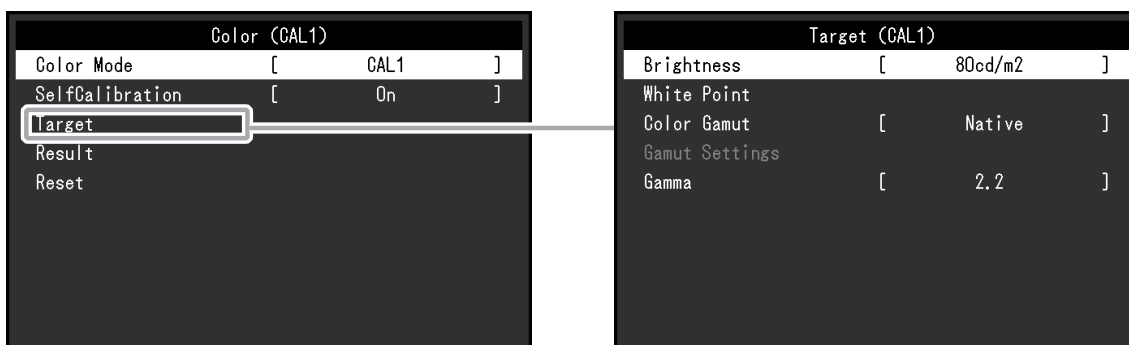 Color (CAL1)
Color Mode [ CAL1 ]
SelfCalibration [ On ]
Target
Result
Reset
Target (CAL1)
Brightness [ 80cd/m2 ]
White Point
Color Gamut [ Native ]
Gamut Settings
Gamma [ 2.2 ]